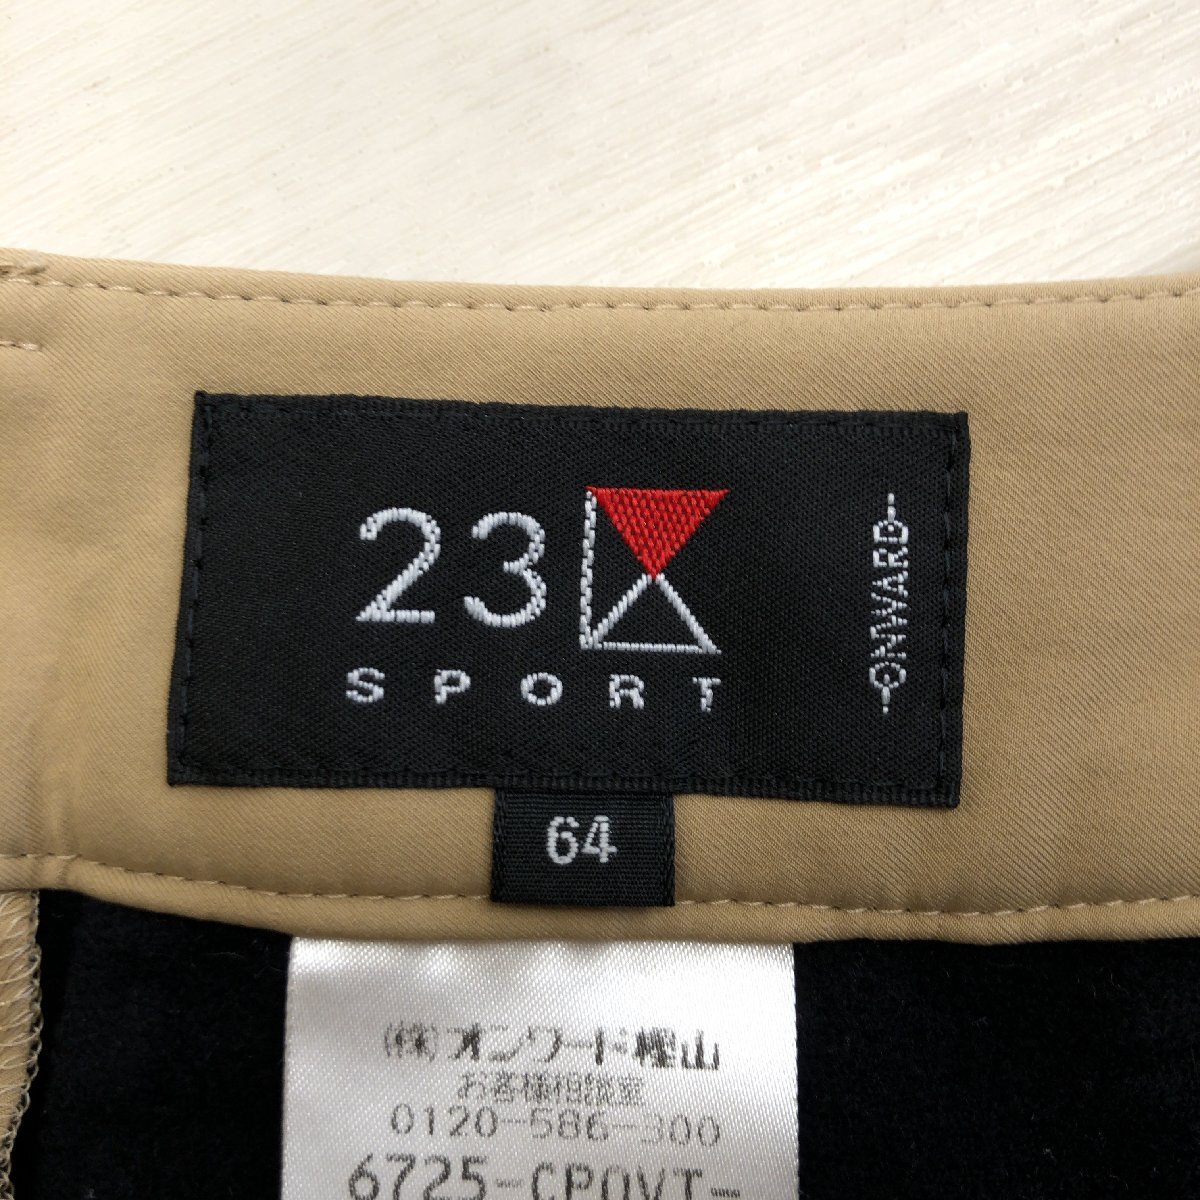 23
SPORT
ONWARD
64
(株)オンワード樫山
お客様相談室
0120-586-300
6725-CPOVT-